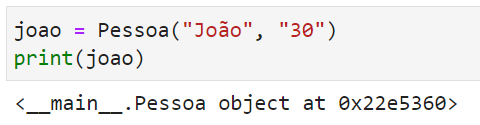 joao = Pessoa("João", "30")
print(joao)
<__main__.Pessoa object at 0x22e5360>